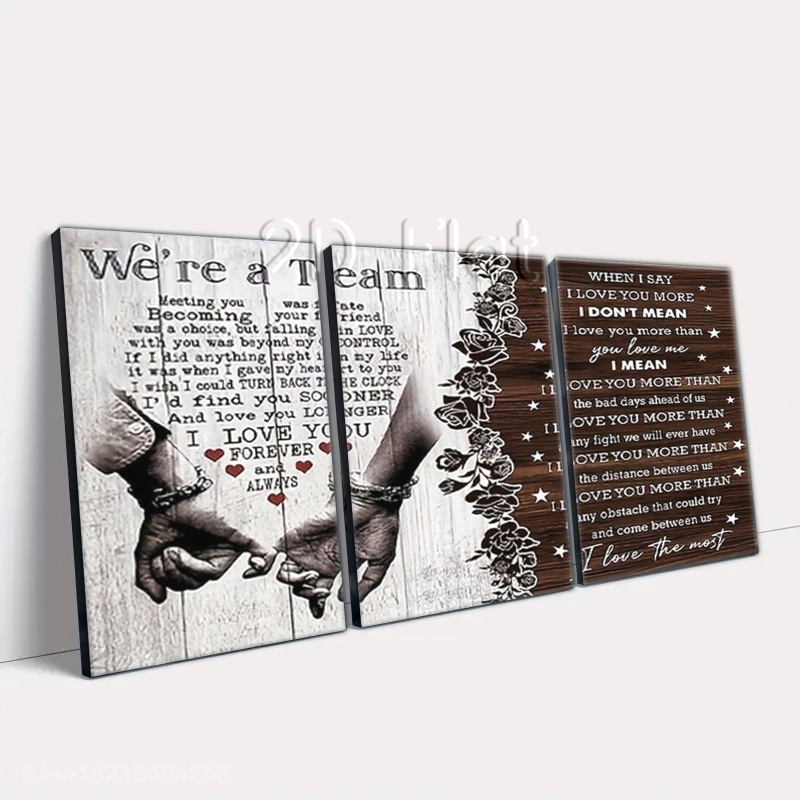 2D Flat
We're a Team
Meeting you was fate
Becoming your friend
was a choice, but falling in LOVE
with you was beyond my CONTROL
If I did anything right in my life
it was when I gave my heart to you
I wish I could TURN BACK THE CLOCK
I'd find you SOONER
And love you LONGER
I LOVE YOU
FOREVER
and
ALWAYS
WHEN I SAY
I LOVE YOU MORE
I DON'T MEAN
I love you more than
you love me
I MEAN
I LOVE YOU MORE THAN
the bad days ahead of us
I LOVE YOU MORE THAN
any fight we will ever have
I LOVE YOU MORE THAN
the distance between us
I LOVE YOU MORE THAN
any obstacle that could try
and come between us
I love the most
634418218664258